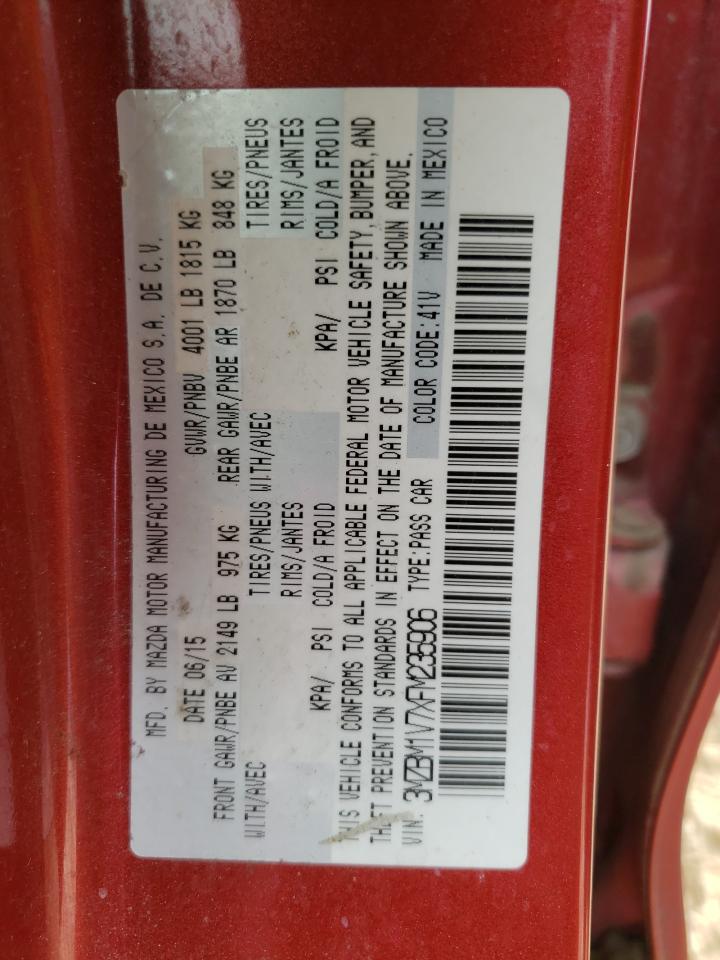 MFD. BY MAZDA MOTOR MANUFACTURING DE MEXICO S.A. DE C.V.
DATE 06/15 GVWR/PNBV 4001 LB 1815 KG
FRONT GAWR/PNBE AV 2149 LB 975 KG REAR GAWR/PNBE AR 1870 LB 848 KG
WITH/AVEC TIRES/PNEUS WITH/AVEC TIRES/PNEUS
RIMS/JANTES RIMS/JANTES
KPA/ PSI COLD/A FROID KPA/ PSI COLD/A FROID
THIS VEHICLE CONFORMS TO ALL APPLICABLE FEDERAL MOTOR VEHICLE SAFETY, BUMPER, AND
THEFT PREVENTION STANDARDS IN EFFECT ON THE DATE OF MANUFACTURE SHOWN ABOVE.
VIN. 3MZBM1V7XFM235906 TYPE:PASS CAR COLOR CODE:41V MADE IN MEXICO